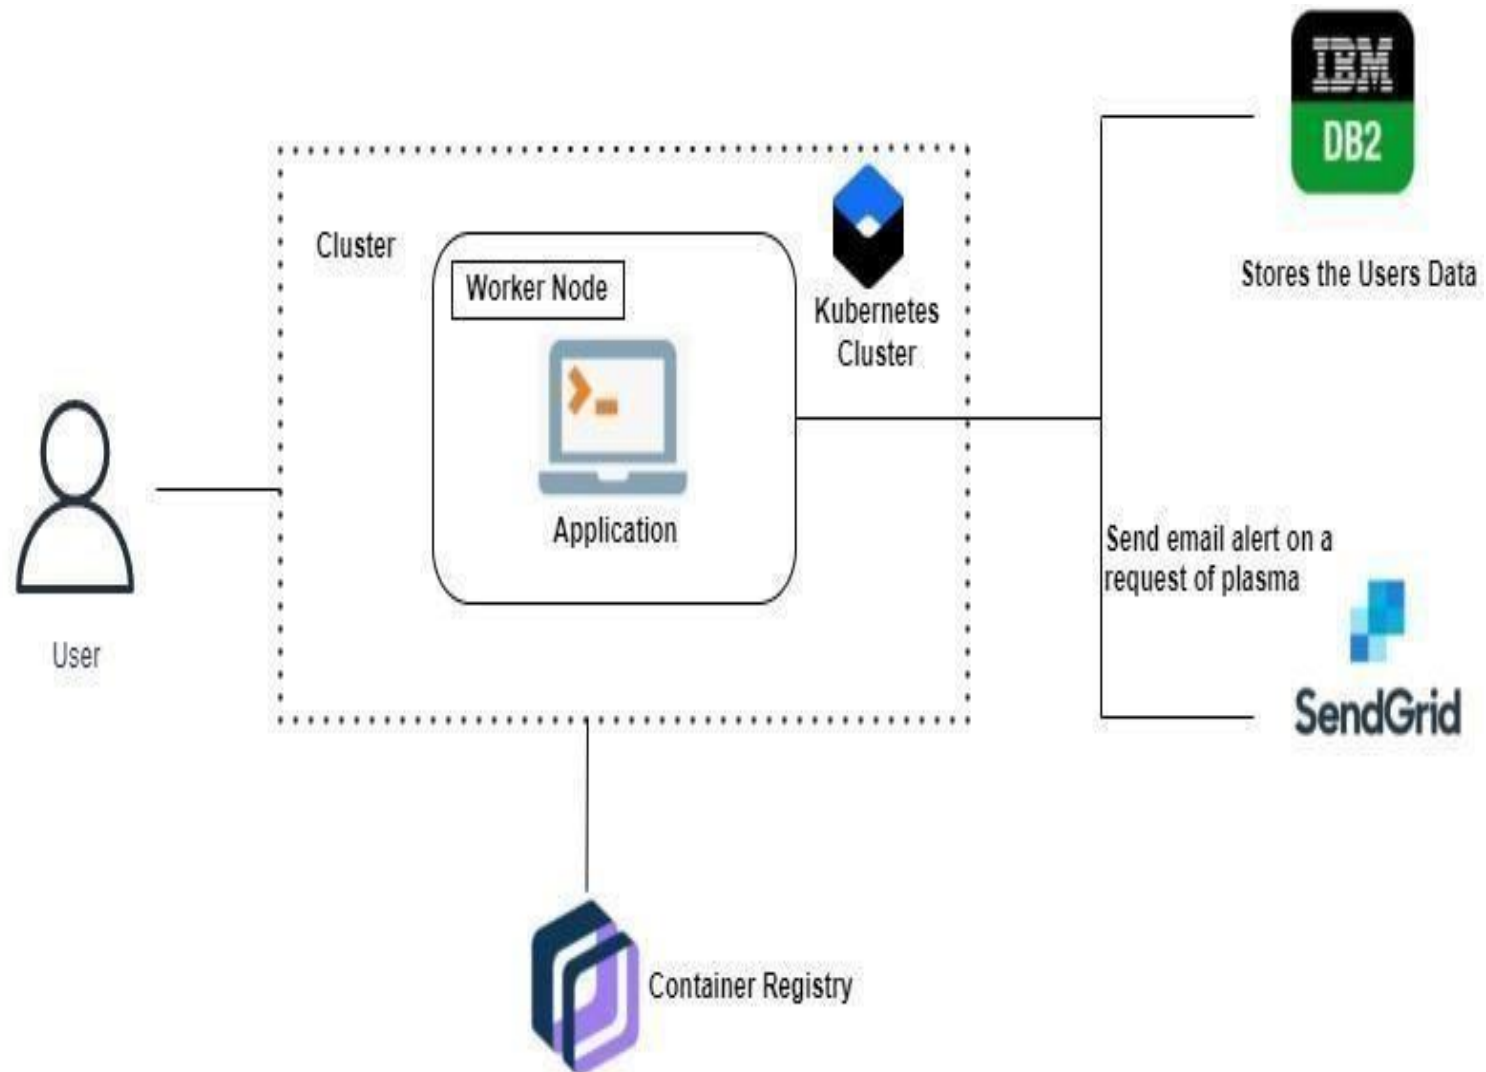 IBM
DB2
Stores the Users Data
Cluster
Worker Node
Kubernetes
Cluster
Application
User
Send email alert on a
request of plasma
SendGrid
Container Registry